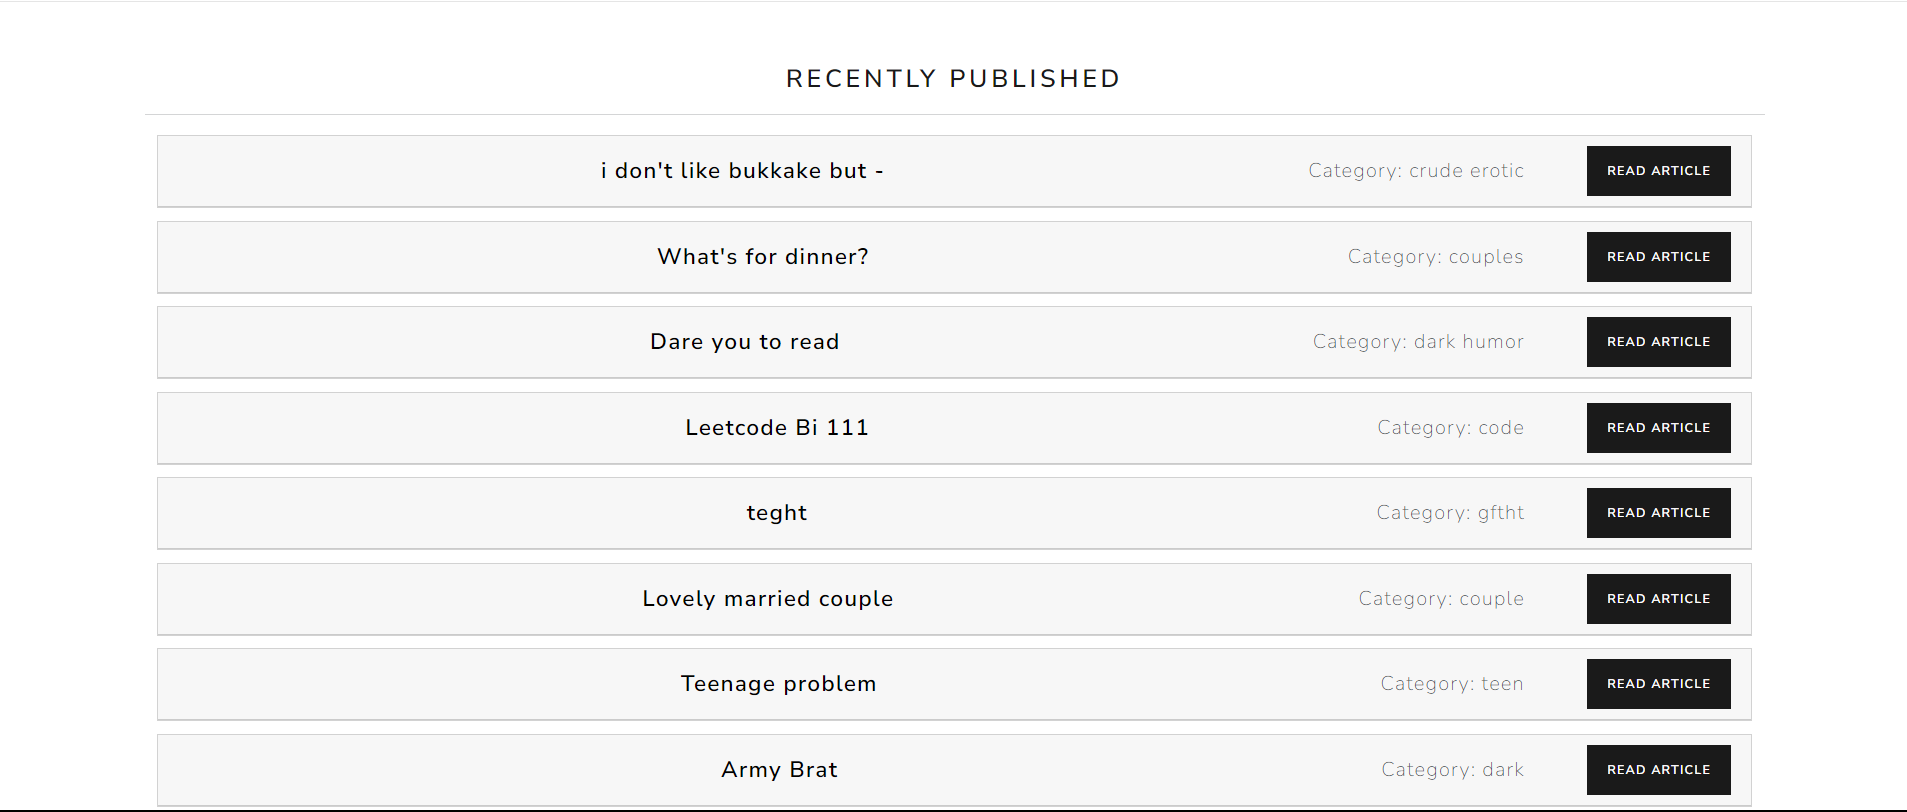 RECENTLY PUBLISHED
i don't like bukkake but - Category: crude erotic READ ARTICLE
What's for dinner? Category: couples READ ARTICLE
Dare you to read Category: dark humor READ ARTICLE
Leetcode Bi 111 Category: code READ ARTICLE
teght Category: gftht READ ARTICLE
Lovely married couple Category: couple READ ARTICLE
Teenage problem Category: teen READ ARTICLE
Army Brat Category: dark READ ARTICLE